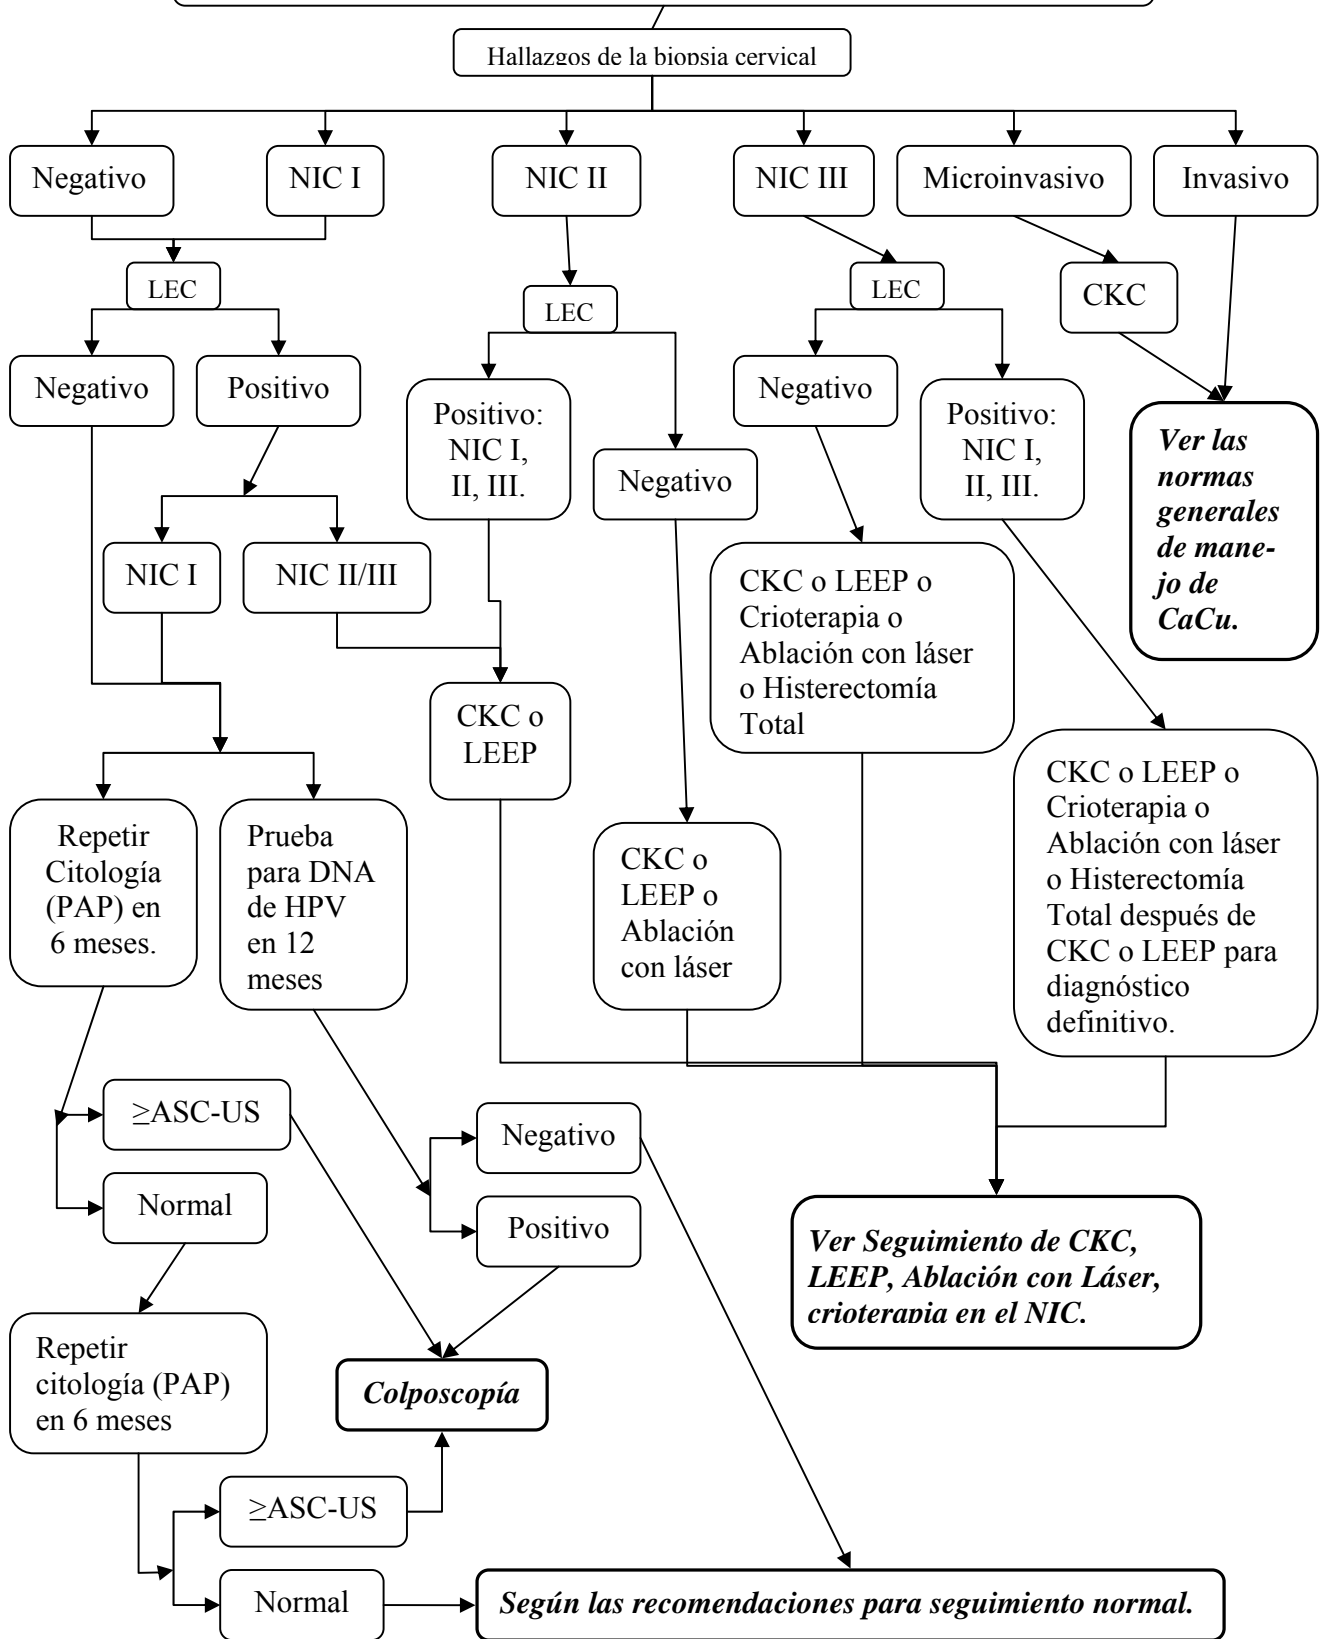 Hallazgos de la biopsia cervical
Negativo
NIC I
NIC II
NIC III
Microinvasivo
Invasivo
LEC
LEC
LEC
CKC
Negativo
Positivo
Positivo:
NIC I,
II, III.
Negativo
Negativo
Positivo:
NIC I,
II, III.
Ver las
normas
generales
de mane-
jo de
CaCu.
NIC I
NIC II/III
CKC o LEEP o
Crioterapia o
Ablación con láser
o Histerectomía
Total
CKC o
LEEP
CKC o LEEP o
Crioterapia o
Ablación con láser
o Histerectomía
Total después de
CKC o LEEP para
diagnóstico
definitivo.
Repetir
Citología
(PAP) en
6 meses.
Prueba
para DNA
de HPV
en 12
meses
CKC o
LEEP o
Ablación
con láser
≥ASC-US
Normal
Negativo
Positivo
Ver Seguimiento de CKC,
LEEP, Ablación con Láser,
crioterapia en el NIC.
Repetir
citología (PAP)
en 6 meses
Colposcopía
≥ASC-US
Normal
Según las recomendaciones para seguimiento normal.